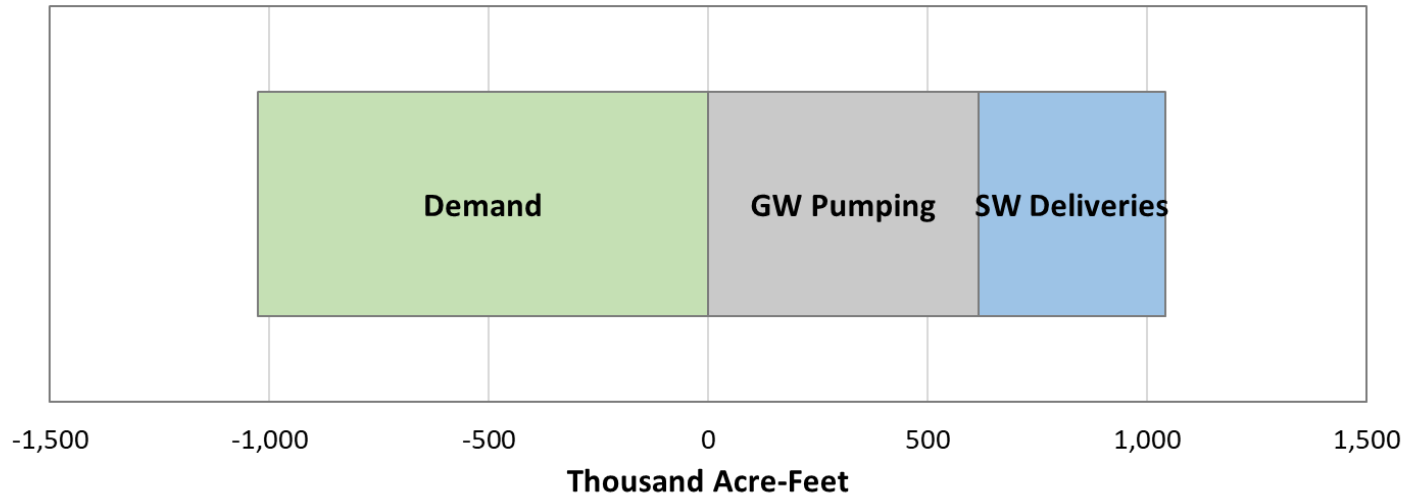 Demand GW Pumping SW Deliveries
-1,500 -1,000 -500 0 500 1,000 1,500
Thousand Acre-Feet